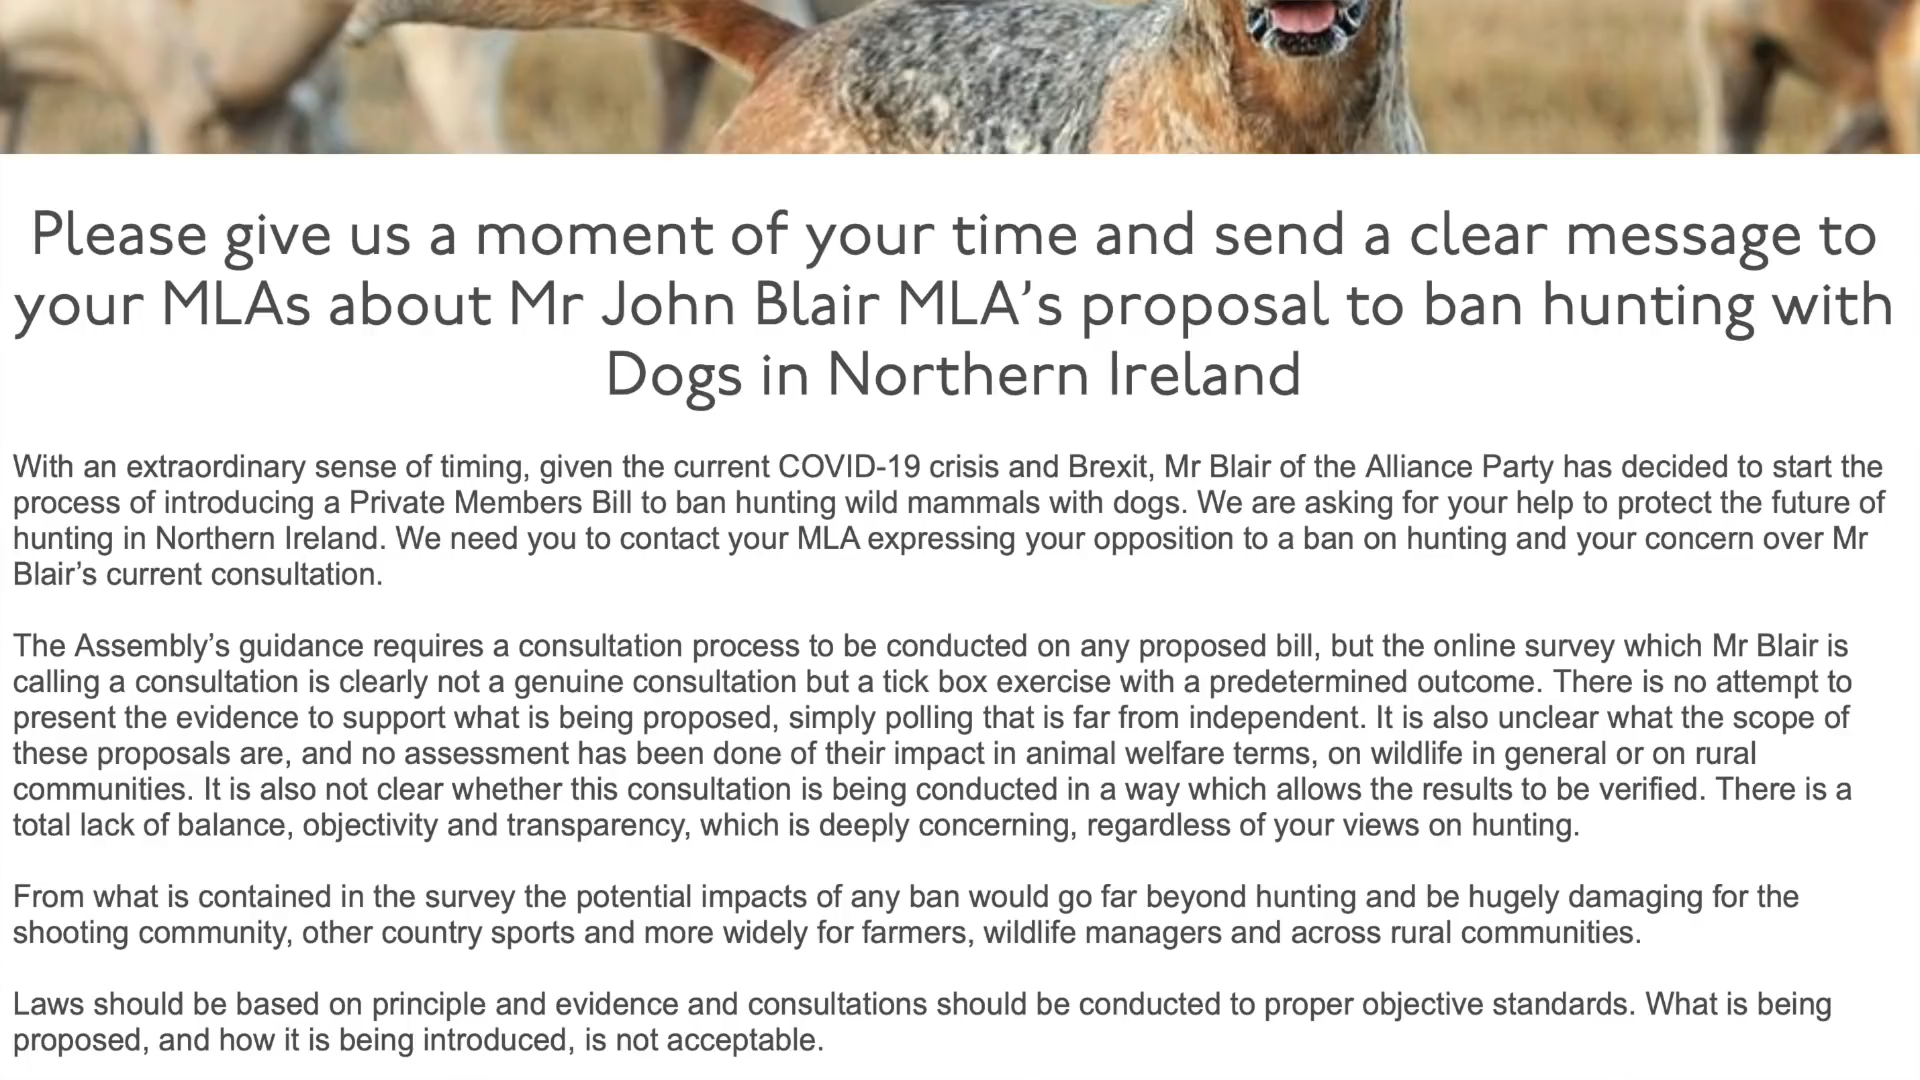 Please give us a moment of your time and send a clear message to
your MLAs about Mr John Blair MLA’s proposal to ban hunting with
Dogs in Northern Ireland
With an extraordinary sense of timing, given the current COVID-19 crisis and Brexit, Mr Blair of the Alliance Party has decided to start the
process of introducing a Private Members Bill to ban hunting wild mammals with dogs. We are asking for your help to protect the future of
hunting in Northern Ireland. We need you to contact your MLA expressing your opposition to a ban on hunting and your concern over Mr
Blair’s current consultation.
The Assembly’s guidance requires a consultation process to be conducted on any proposed bill, but the online survey which Mr Blair is
calling a consultation is clearly not a genuine consultation but a tick box exercise with a predetermined outcome. There is no attempt to
present the evidence to support what is being proposed, simply polling that is far from independent. It is also unclear what the scope of
these proposals are, and no assessment has been done of their impact in animal welfare terms, on wildlife in general or on rural
communities. It is also not clear whether this consultation is being conducted in a way which allows the results to be verified. There is a
total lack of balance, objectivity and transparency, which is deeply concerning, regardless of your views on hunting.
From what is contained in the survey the potential impacts of any ban would go far beyond hunting and be hugely damaging for the
shooting community, other country sports and more widely for farmers, wildlife managers and across rural communities.
Laws should be based on principle and evidence and consultations should be conducted to proper objective standards. What is being
proposed, and how it is being introduced, is not acceptable.